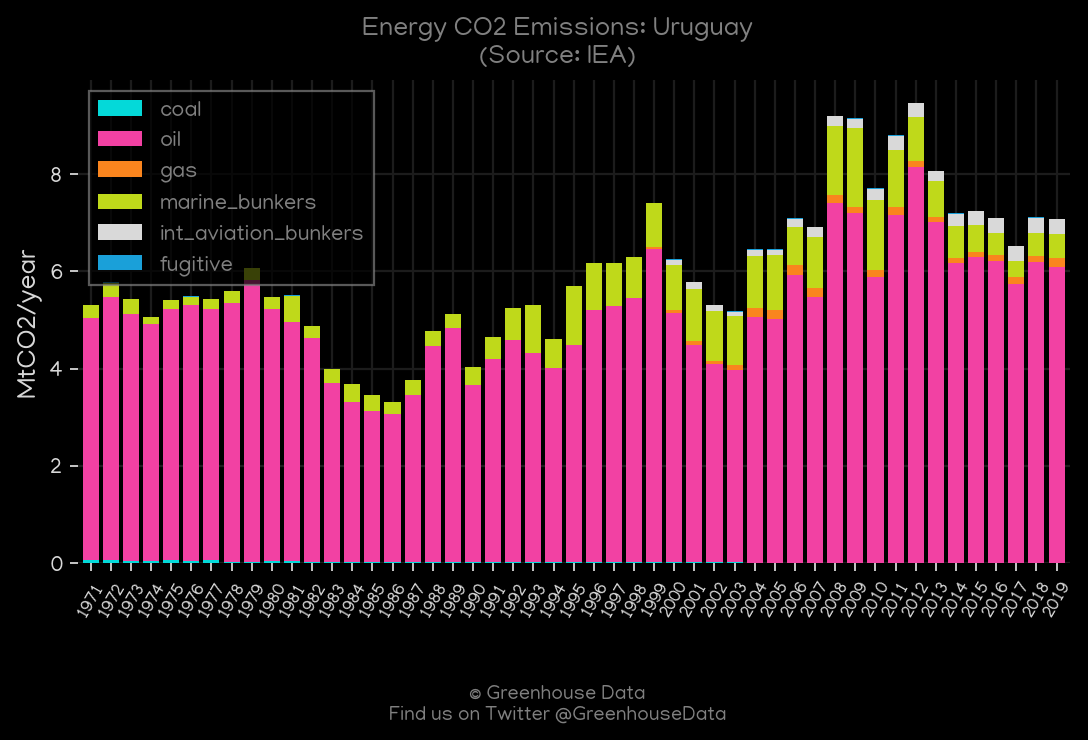 Energy CO2 Emissions: Uruguay
(Source: IEA)
coal
oil
gas
marine_bunkers
int_aviation_bunkers
fugitive
MtCO2/year
8
6
4
2
0
1971 1972 1973 1974 1975 1976 1977 1978 1979 1980 1981 1982 1983 1984 1985 1986 1987 1988 1989 1990 1991 1992 1993 1994 1995 1996 1997 1998 1999 2000 2001 2002 2003 2004 2005 2006 2007 2008 2009 2010 2011 2012 2013 2014 2015 2016 2017 2018 2019
© Greenhouse Data
Find us on Twitter @GreenhouseData